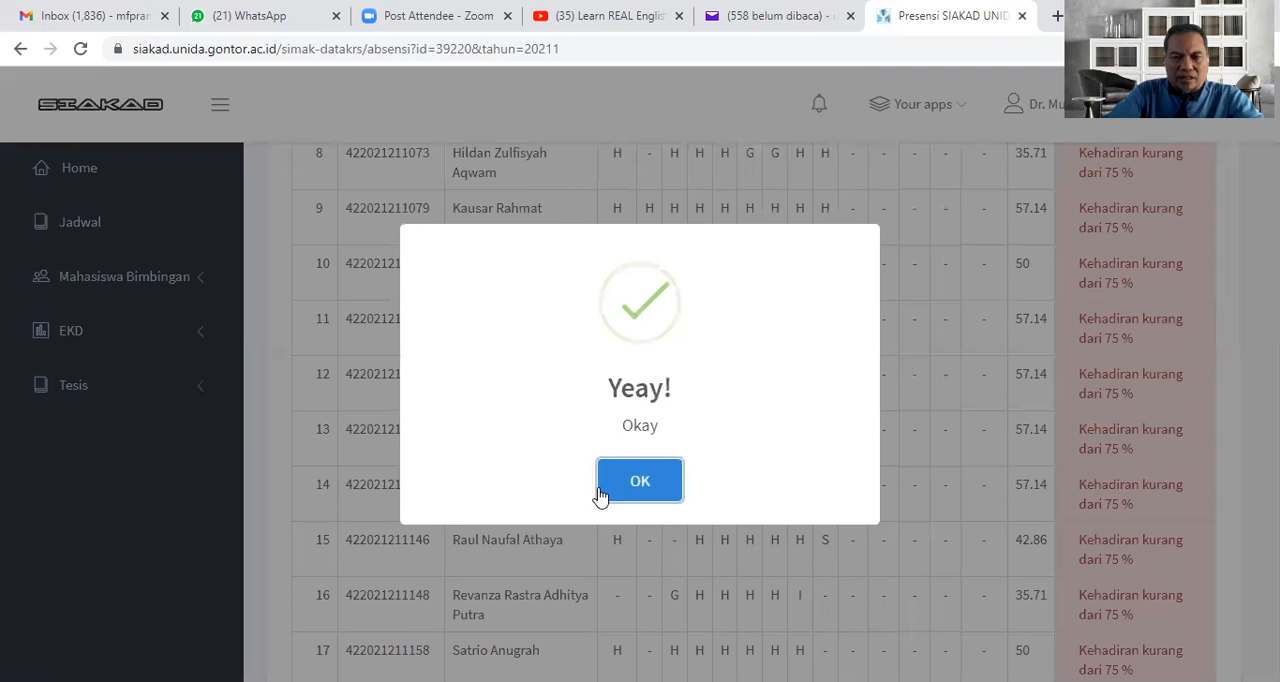 Inbox (1,836) - mfpran
(21) WhatsApp
Post Attendee - Zoom
(35) Learn REAL Englis
(558 belum dibaca) -
Presensi SIAKAD UNID
siakad.unida.gontor.ac.id/simak-datakrs/absensi?id=39220&tahun=20211
SIAKAD
Your apps
Dr. Mu
Home
Jadwal
Mahasiswa Bimbingan
EKD
Tesis
8 422021211073 Hildan Zulfisyah H - H H H G G H H - - - - - 35.71 Kehadiran kurang
Aqwam dari 75 %
9 422021211079 Kausar Rahmat H H H H H H H H H - - - - - 57.14 Kehadiran kurang
dari 75 %
10 4220212 - - - - - 50 Kehadiran kurang
dari 75 %
11 4220212 - - - - - 57.14 Kehadiran kurang
dari 75 %
12 4220212 - - - - - 57.14 Kehadiran kurang
dari 75 %
13 4220212 - - - - - 57.14 Kehadiran kurang
dari 75 %
14 4220212 - - - - - 57.14 Kehadiran kurang
dari 75 %
Yeay!
Okay
OK
15 422021211146 Raul Naufal Athaya H - - H H H H H S - - - - - 42.86 Kehadiran kurang
dari 75 %
16 422021211148 Revanza Rastra Adhitya - - G H H H H I - - - - - - 35.71 Kehadiran kurang
Putra dari 75 %
17 422021211158 Satrio Anugrah H - H H H H H H - - - - - - 50 Kehadiran kurang
dari 75 %